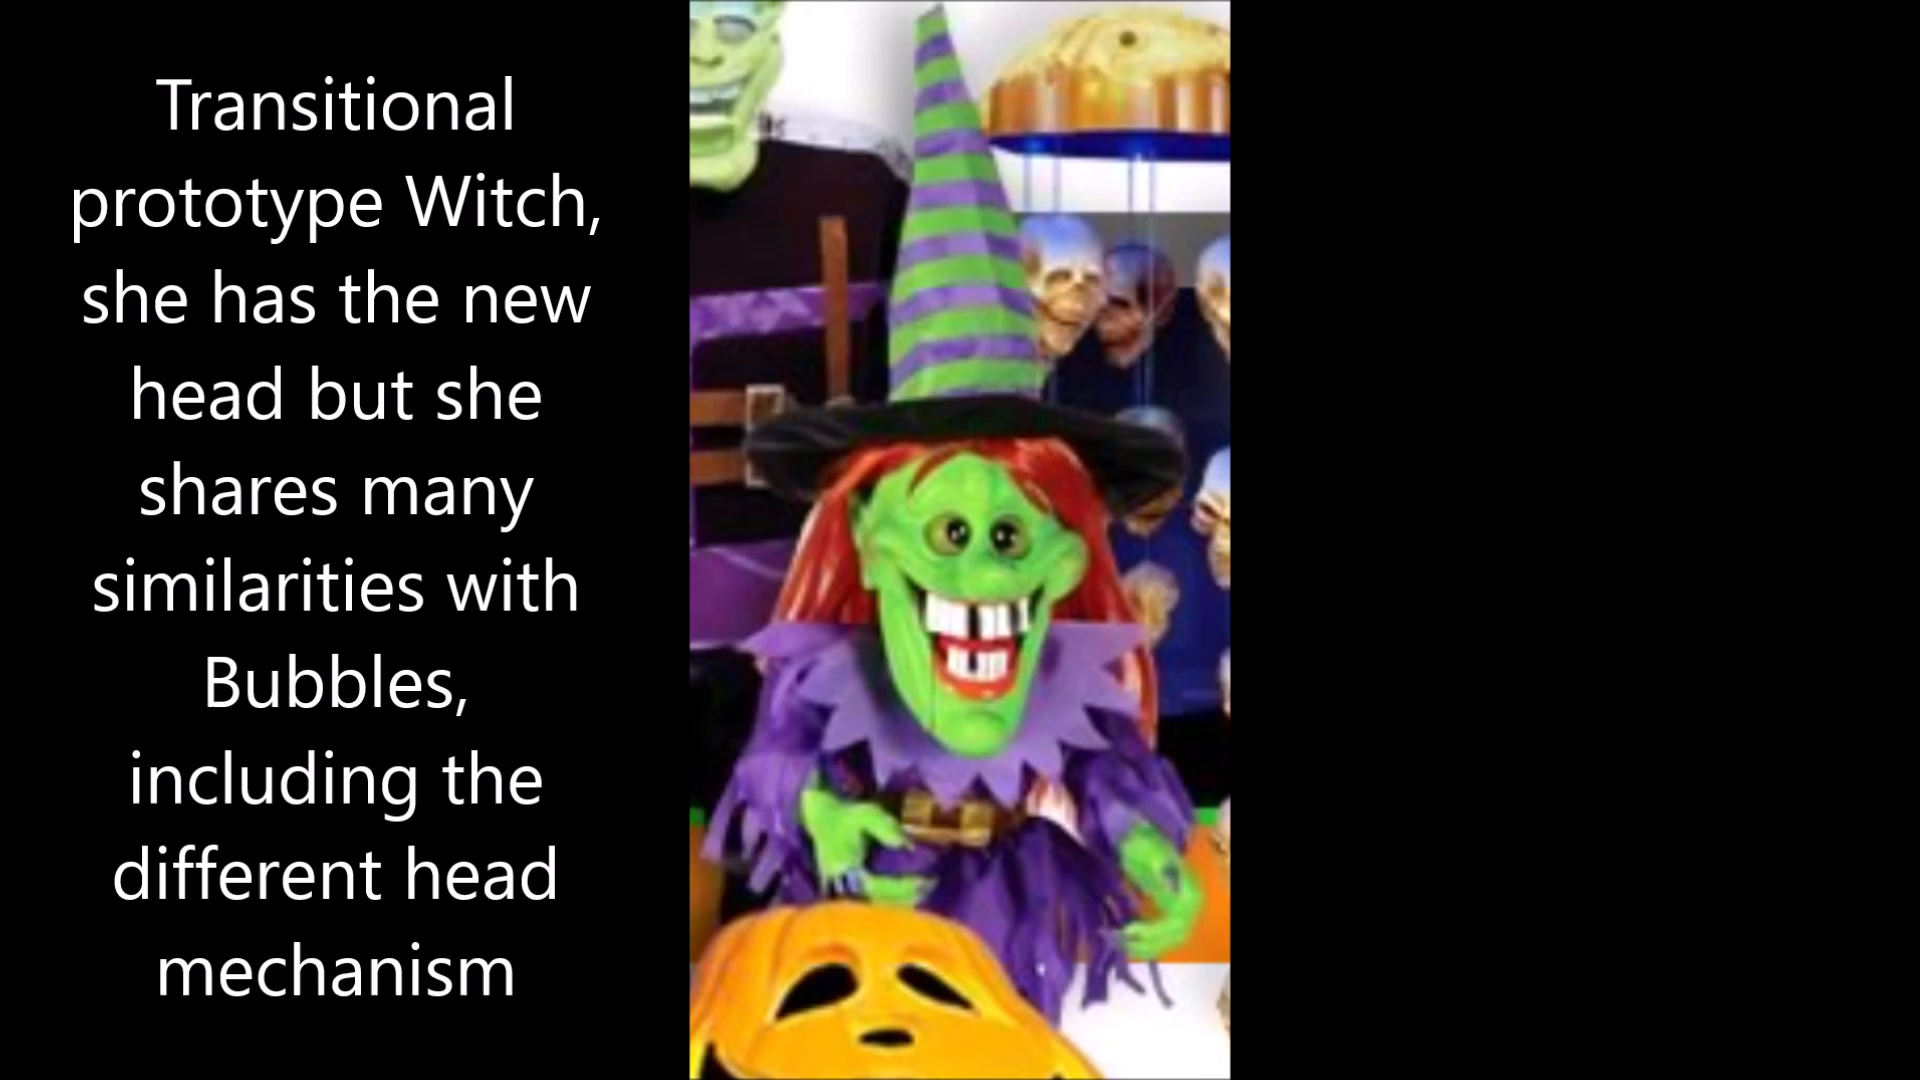 Transitional
prototype Witch,
she has the new
head but she
shares many
similarities with
Bubbles,
including the
different head
mechanism